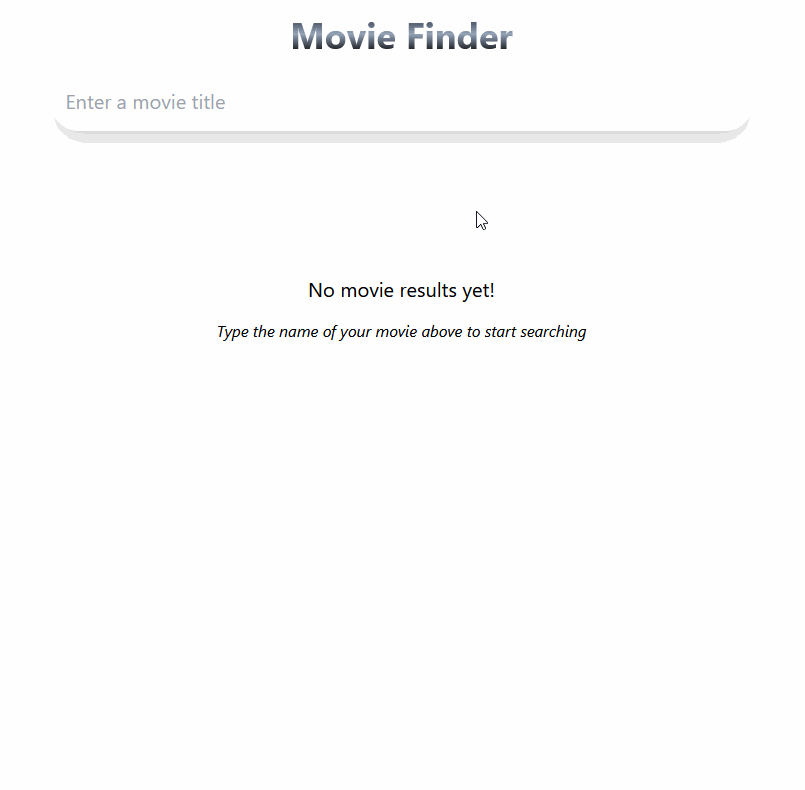 Movie Finder
Enter a movie title
No movie results yet!
Type the name of your movie above to start searching